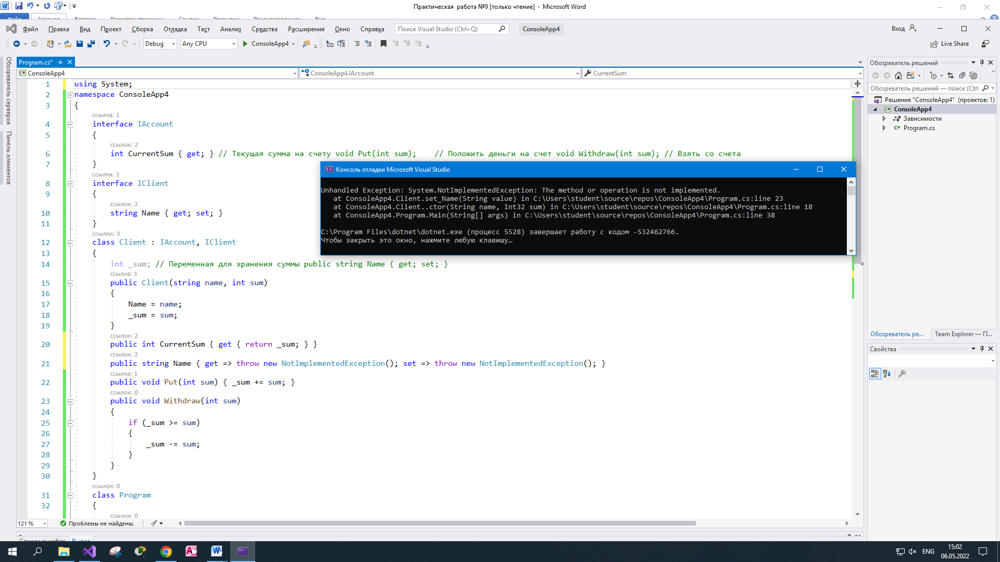 Практическая работа №9 [только чтение] - Microsoft Word
Файл Правка Вид Проект Сборка Отладка Тест Анализ Средства Расширения Окно Справка Поиск Visual Studio (Ctrl+Q) ConsoleApp4 Вход
Debug Any CPU ConsoleApp4 Live Share
Обозреватель серверов
Панель элементов
Program.cs*
ConsoleApp4 ConsoleApp4.IAccount CurrentSum
1 using System;
2 namespace ConsoleApp4
3 {
ссылка: 1
4 interface IAccount
5 {
ссылок: 2
6 int CurrentSum { get; } // Текущая сумма на счету void Put(int sum); // Положить деньги на счет void Withdraw(int sum); // Взять со счета
7 }
ссылка: 1
8 interface IClient
9 {
ссылок: 2
10 string Name { get; set; }
11 }
ссылок: 3
12 class Client : IAccount, IClient
13 {
14 int _sum; // Переменная для хранения суммы public string Name { get; set; }
ссылка: 1
15 public Client(string name, int sum)
16 {
17 Name = name;
18 _sum = sum;
19 }
ссылок: 2
20 public int CurrentSum { get { return _sum; } }
ссылок: 2
21 public string Name { get => throw new NotImplementedException(); set => throw new NotImplementedException(); }
ссылка: 1
22 public void Put(int sum) { _sum += sum; }
ссылок: 0
23 public void Withdraw(int sum)
24 {
25 if (_sum >= sum)
26 {
27 _sum -= sum;
28 }
29 }
30 }
ссылок: 0
31 class Program
32 {
ссылок: 0
121 % Проблемы не найдены.
Список ошибок Вывод
Консоль отладки Microsoft Visual Studio
Unhandled Exception: System.NotImplementedException: The method or operation is not implemented.
at ConsoleApp4.Client.set_Name(String value) in C:\Users\student\source\repos\ConsoleApp4\Program.cs:line 23
at ConsoleApp4.Client..ctor(String name, Int32 sum) in C:\Users\student\source\repos\ConsoleApp4\Program.cs:line 18
at ConsoleApp4.Program.Main(String[] args) in C:\Users\student\source\repos\ConsoleApp4\Program.cs:line 38
C:\Program Files\dotnet\dotnet.exe (процесс 5528) завершает работу с кодом -532462766.
Чтобы закрыть это окно, нажмите любую клавишу…
Обозреватель решений
Обозреватель решений — поиск (Ctrl
Решение "ConsoleApp4" (проектов: 1)
ConsoleApp4
Зависимости
Program.cs
Обозреватель ре... Team Explorer — П...
Свойства
ENG 15:02
06.05.2022